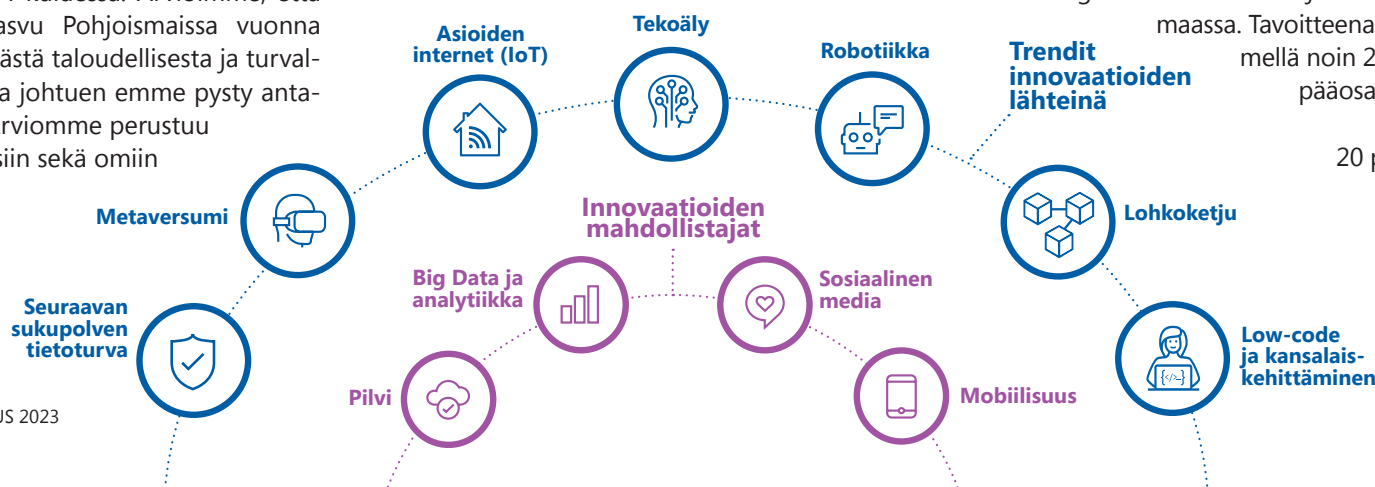 asvu Pohjoismaissa vuonna
ästä taloudellisesta ja turval-
a johtuen emme pysty anta-
rviomme perustuu
siin sekä omiin
maassa. Tavoitteena
mellä noin 2
pääosa
20 p
Asioiden
internet (IoT)
Tekoäly
Robotiikka
Trendit
innovaatioiden
lähteinä
Metaversumi
Lohkoketju
Innovaatioiden
mahdollistajat
Big Data ja
analytiikka
Sosiaalinen
media
Seuraavan
sukupolven
tietoturva
Low-code
ja kansalais-
kehittäminen
Pilvi
Mobiilisuus
US 2023